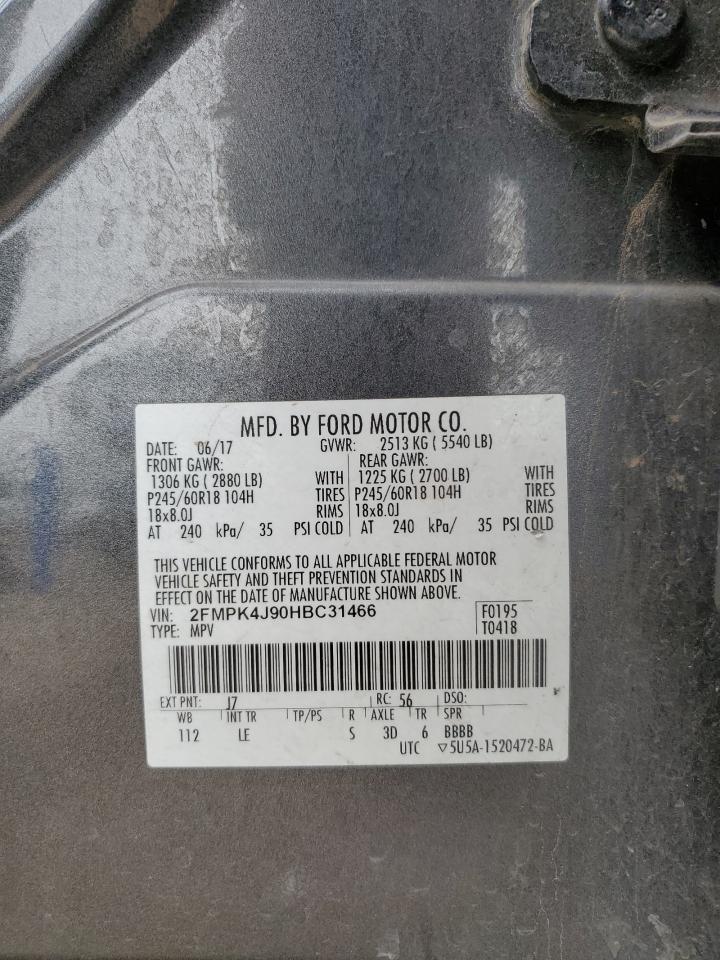 MFD. BY FORD MOTOR CO.
DATE: 06/17 GVWR: 2513 KG ( 5540 LB)
FRONT GAWR: REAR GAWR:
1306 KG ( 2880 LB) WITH 1225 KG ( 2700 LB) WITH
P245/60R18 104H TIRES P245/60R18 104H TIRES
18x8.0J RIMS 18x8.0J RIMS
AT 240 kPa/ 35 PSI COLD AT 240 kPa/ 35 PSI COLD
THIS VEHICLE CONFORMS TO ALL APPLICABLE FEDERAL MOTOR
VEHICLE SAFETY AND THEFT PREVENTION STANDARDS IN
EFFECT ON THE DATE OF MANUFACTURE SHOWN ABOVE.
VIN: 2FMPK4J90HBC31466 F0195
TYPE: MPV T0418
EXT PNT: J7 RC: 56 DSO:
WB INT TR TP/PS R AXLE TR SPR
112 LE S 3D 6 BBBB
UTC ▽5U5A-1520472-BA